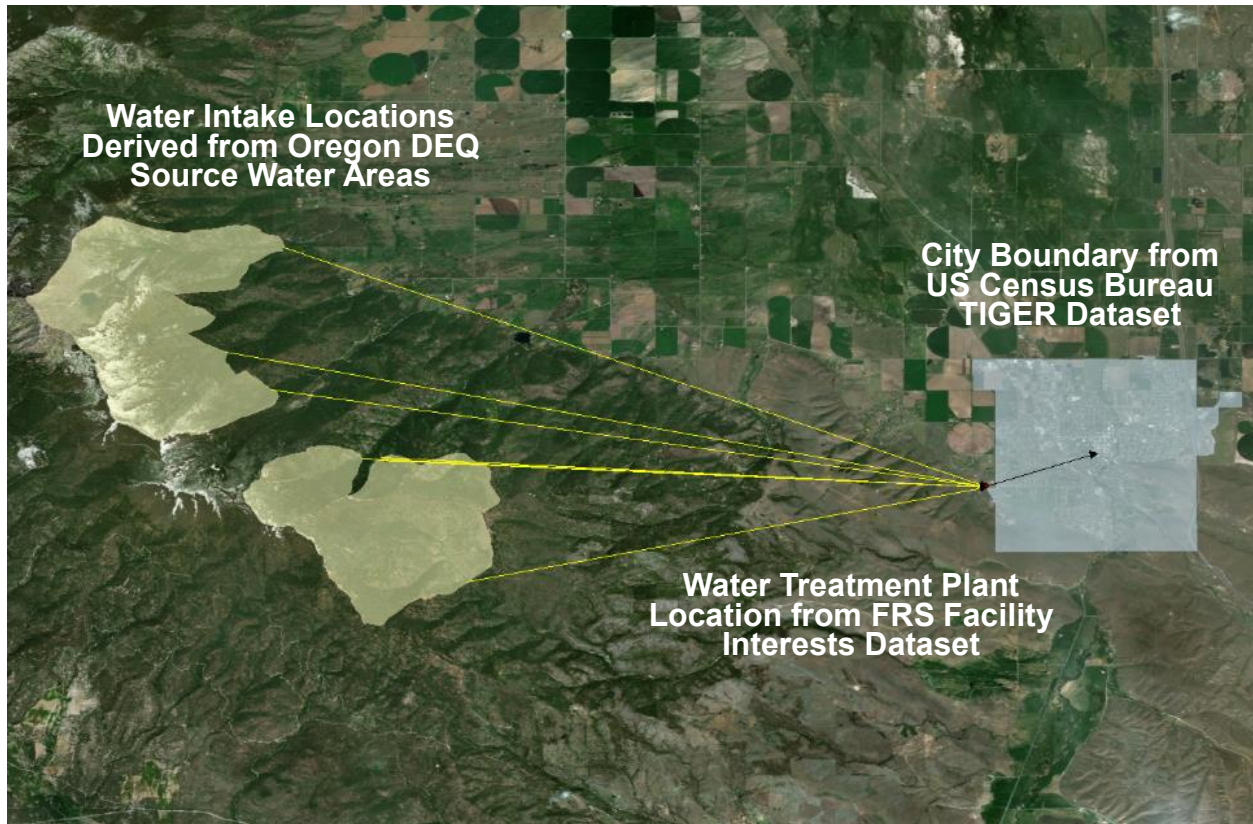 Water Intake Locations
Derived from Oregon DEQ
Source Water Areas
City Boundary from
US Census Bureau
TIGER Dataset
Water Treatment Plant
Location from FRS Facility
Interests Dataset